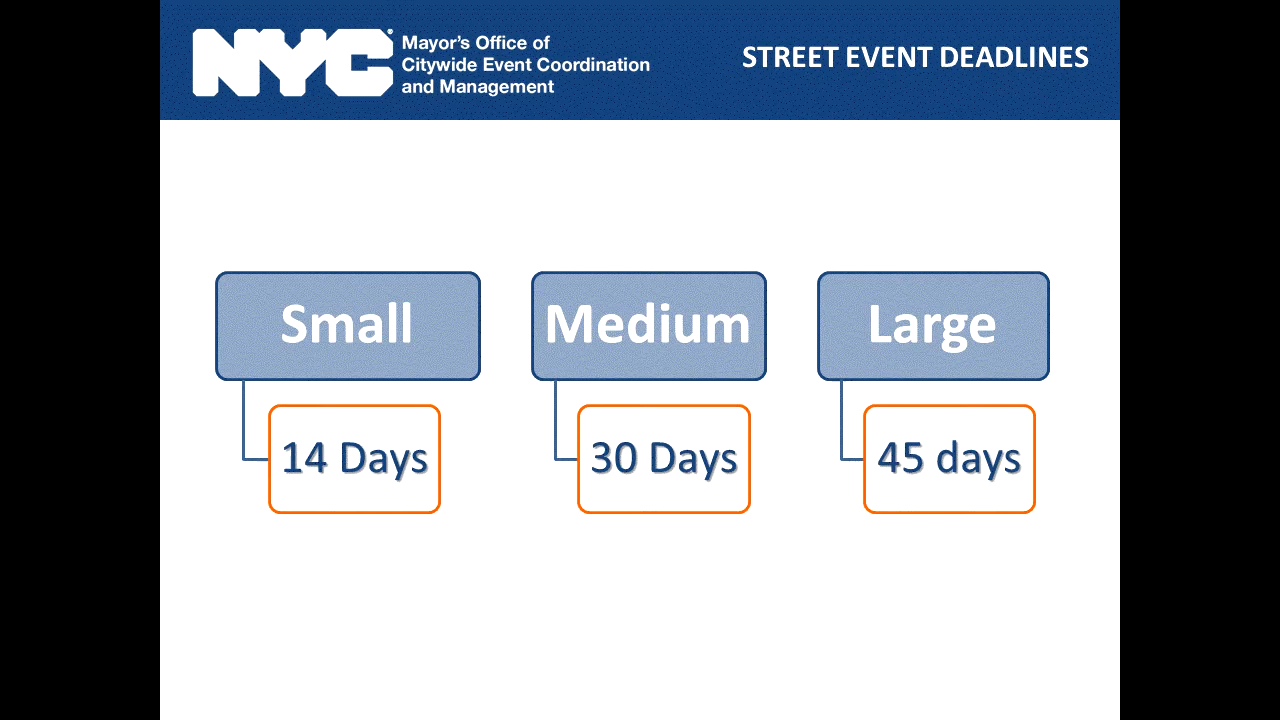 NYC
Mayor's Office of
Citywide Event Coordination
and Management
STREET EVENT DEADLINES
Small
Medium
Large
14 Days
30 Days
45 days